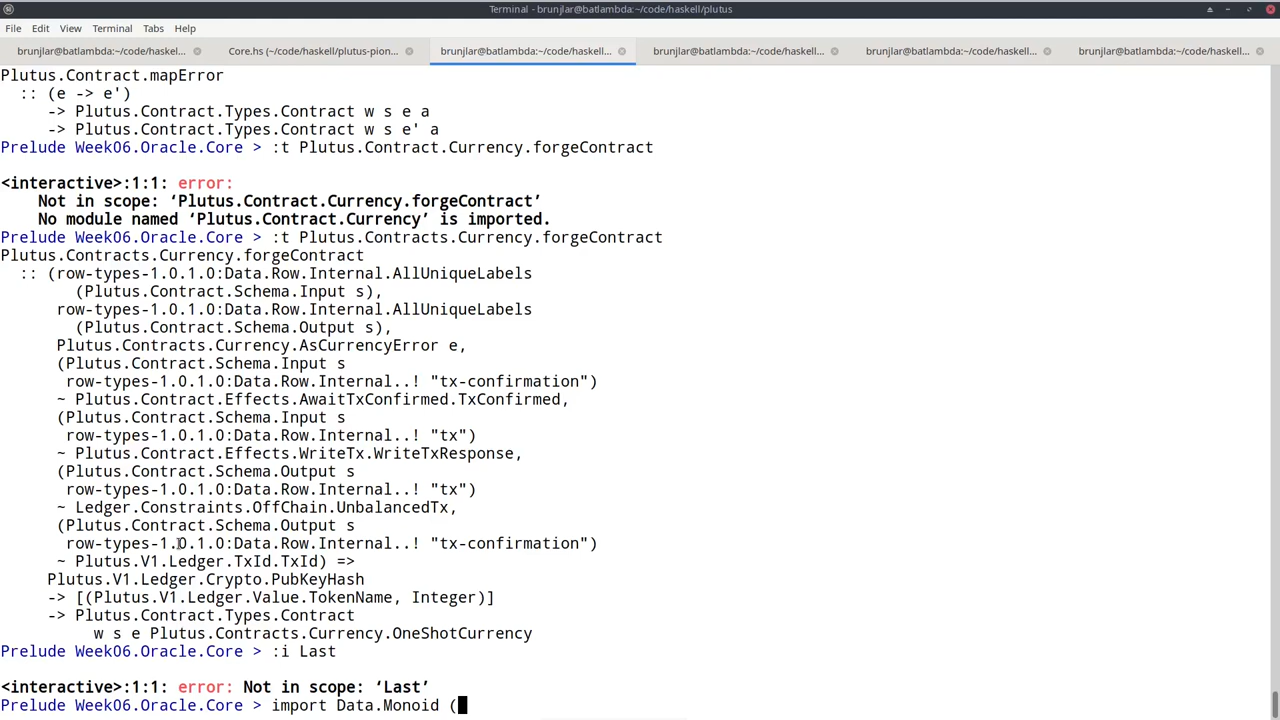 Terminal - brunjlar@batlambda:~/code/haskell/plutus
File Edit View Terminal Tabs Help
brunjlar@batlambda:~/code/haskell... Core.hs (~/code/haskell/plutus-pion... brunjlar@batlambda:~/code/haskell... brunjlar@batlambda:~/code/haskell... brunjlar@batlambda:~/code/haskell... brunjlar@batlambda:~/code/haskell...
Plutus.Contract.mapError
  :: (e -> e')
     -> Plutus.Contract.Types.Contract w s e a
     -> Plutus.Contract.Types.Contract w s e' a
Prelude Week06.Oracle.Core > :t Plutus.Contract.Currency.forgeContract
<interactive>:1:1: error:
    Not in scope: ‘Plutus.Contract.Currency.forgeContract’
    No module named ‘Plutus.Contract.Currency’ is imported.
Prelude Week06.Oracle.Core > :t Plutus.Contracts.Currency.forgeContract
Plutus.Contracts.Currency.forgeContract
  :: (row-types-1.0.1.0:Data.Row.Internal.AllUniqueLabels
        (Plutus.Contract.Schema.Input s),
      row-types-1.0.1.0:Data.Row.Internal.AllUniqueLabels
        (Plutus.Contract.Schema.Output s),
      Plutus.Contracts.Currency.AsCurrencyError e,
      (Plutus.Contract.Schema.Input s
       row-types-1.0.1.0:Data.Row.Internal..! "tx-confirmation")
      ~ Plutus.Contract.Effects.AwaitTxConfirmed.TxConfirmed,
      (Plutus.Contract.Schema.Input s
       row-types-1.0.1.0:Data.Row.Internal..! "tx")
      ~ Plutus.Contract.Effects.WriteTx.WriteTxResponse,
      (Plutus.Contract.Schema.Output s
       row-types-1.0.1.0:Data.Row.Internal..! "tx")
      ~ Ledger.Constraints.OffChain.UnbalancedTx,
      (Plutus.Contract.Schema.Output s
       row-types-1.0.1.0:Data.Row.Internal..! "tx-confirmation")
      ~ Plutus.V1.Ledger.TxId.TxId) =>
     Plutus.V1.Ledger.Crypto.PubKeyHash
     -> [(Plutus.V1.Ledger.Value.TokenName, Integer)]
     -> Plutus.Contract.Types.Contract
          w s e Plutus.Contracts.Currency.OneShotCurrency
Prelude Week06.Oracle.Core > :i Last
<interactive>:1:1: error: Not in scope: ‘Last’
Prelude Week06.Oracle.Core > import Data.Monoid (